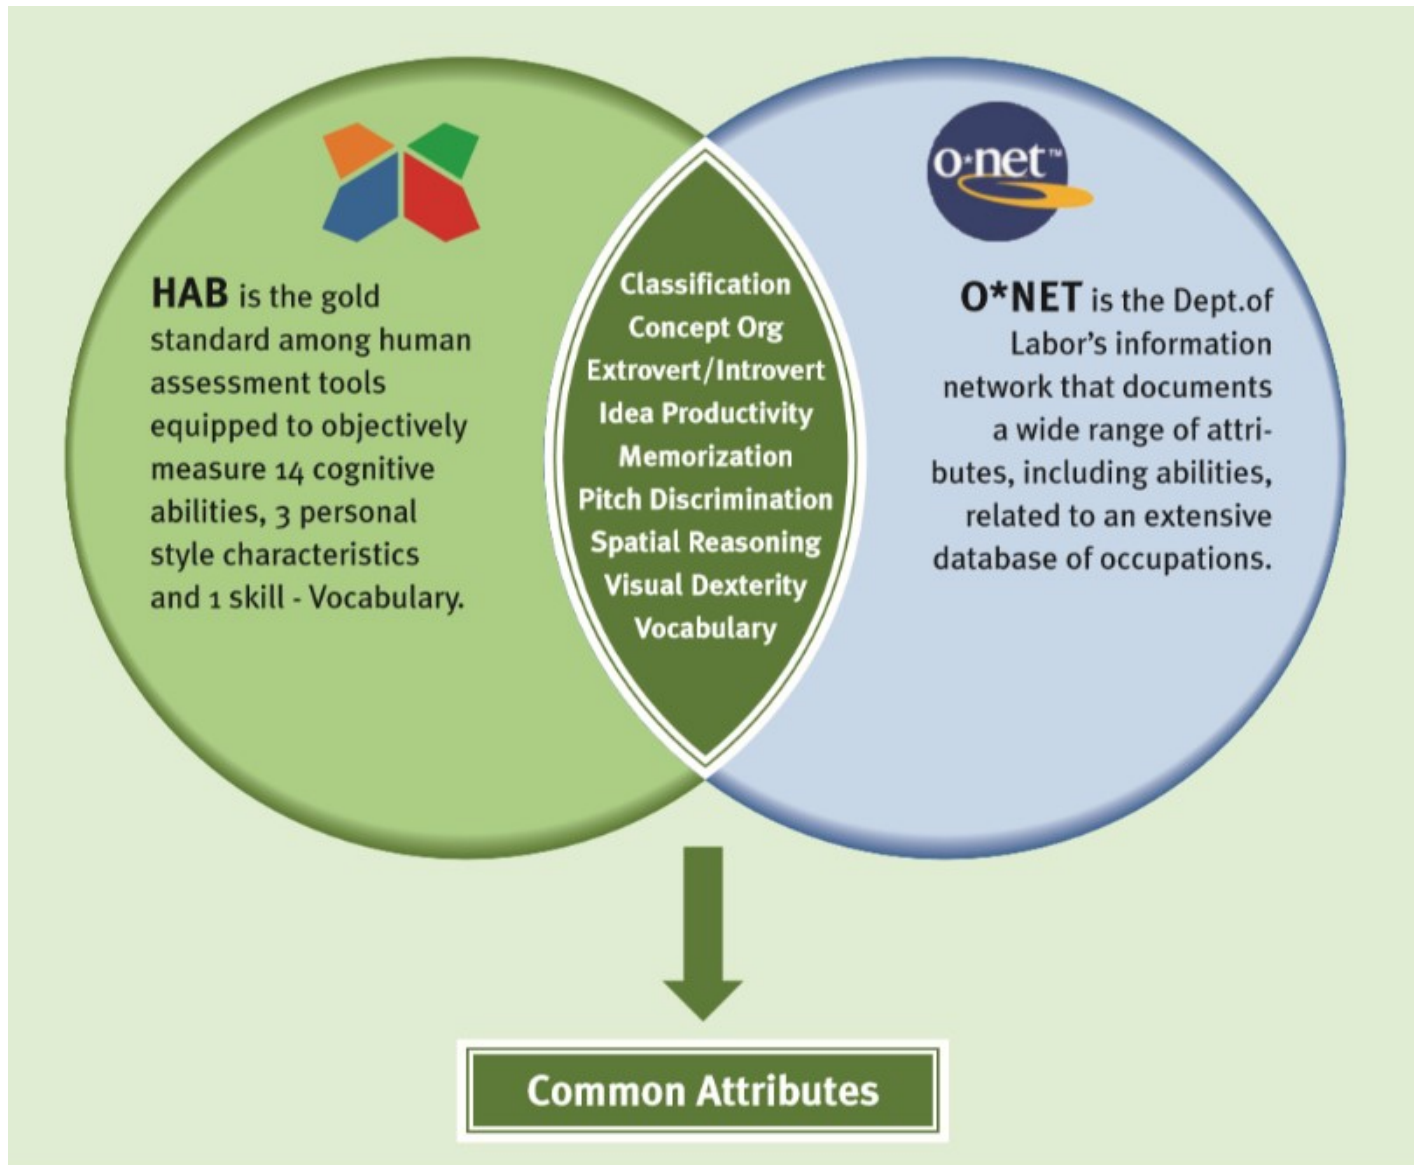 HAB is the gold
standard among human
assessment tools
equipped to objectively
measure 14 cognitive
abilities, 3 personal
style characteristics
and 1 skill - Vocabulary.
Classification
Concept Org
Extrovert/Introvert
Idea Productivity
Memorization
Pitch Discrimination
Spatial Reasoning
Visual Dexterity
Vocabulary
o*net™
O*NET is the Dept.of
Labor's information
network that documents
a wide range of attri-
butes, including abilities,
related to an extensive
database of occupations.
Common Attributes